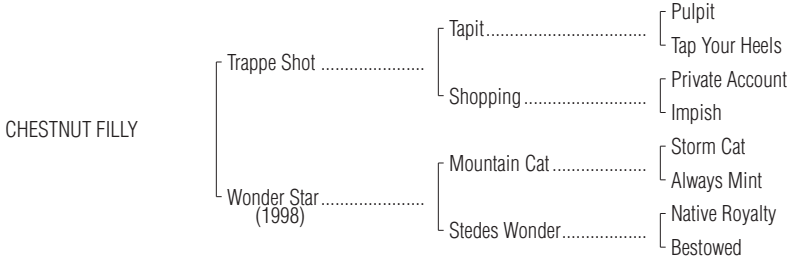 Pulpit
Tapit
Tap Your Heels
Trappe Shot
Private Account
Shopping
Impish
CHESTNUT FILLY
Storm Cat
Mountain Cat
Always Mint
Wonder Star
(1998)
Native Royalty
Stedes Wonder
Bestowed